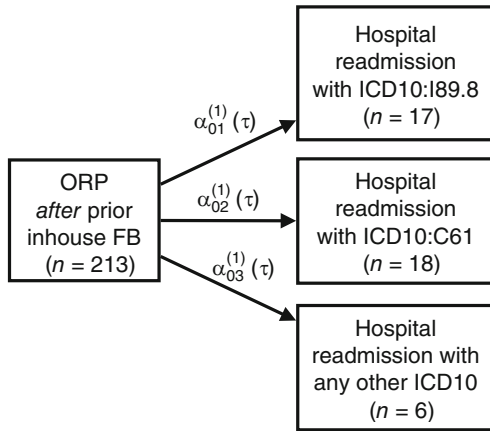 Hospital
readmission
with ICD10:I89.8
(n = 17)
α01(1)(τ)
ORP
after prior
inhouse FB
(n = 213)
α02(1)(τ)
Hospital
readmission
with ICD10:C61
(n = 18)
α03(1)(τ)
Hospital
readmission with
any other ICD10
(n = 6)